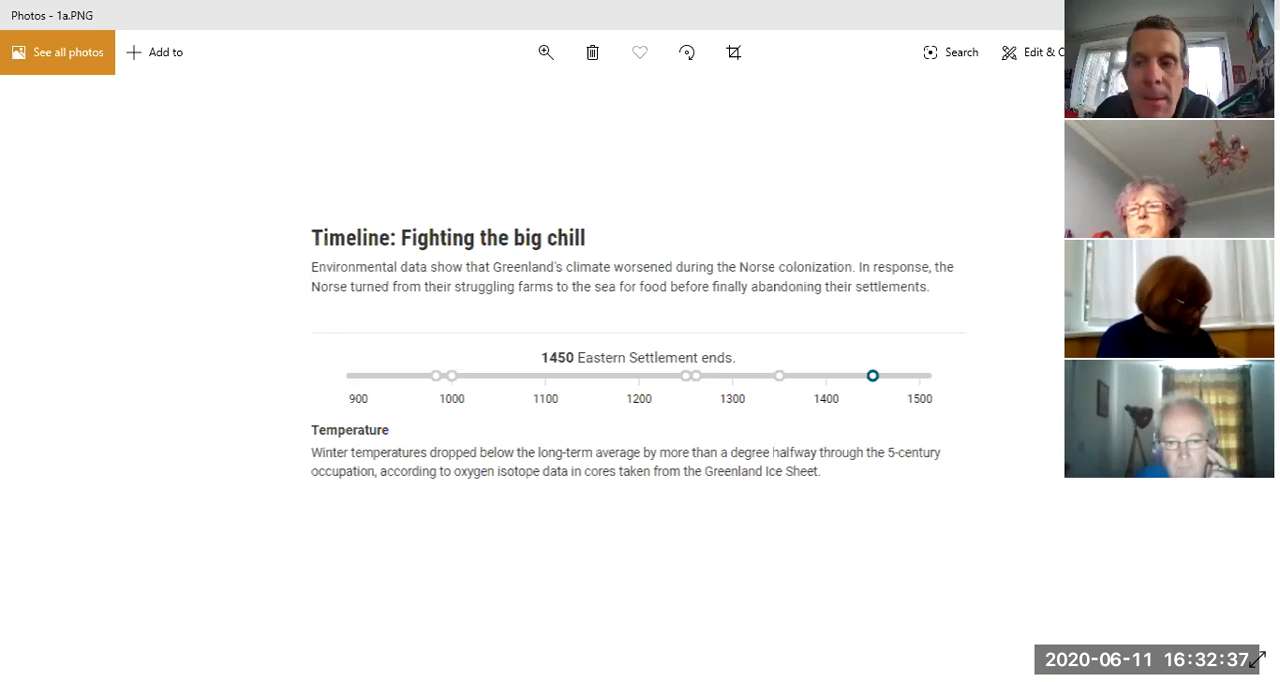 Photos - 1a.PNG
See all photos
Add to
Search
Edit & C
Timeline: Fighting the big chill
Environmental data show that Greenland's climate worsened during the Norse colonization. In response, the
Norse turned from their struggling farms to the sea for food before finally abandoning their settlements.
1450 Eastern Settlement ends.
900 1000 1100 1200 1300 1400 1500
Temperature
Winter temperatures dropped below the long-term average by more than a degree halfway through the 5-century
occupation, according to oxygen isotope data in cores taken from the Greenland Ice Sheet.
2020-06-11 16:32:37